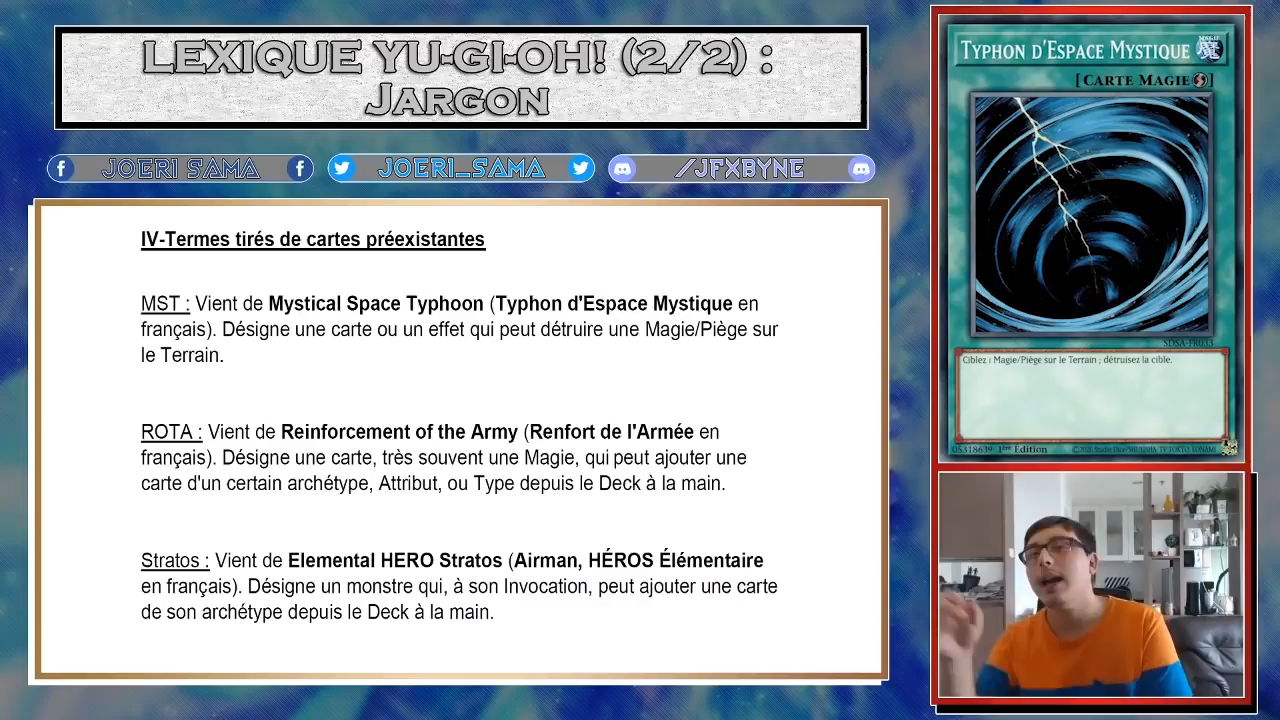 LEXIQUE YU-GI-OH! (2/2) :
JARGON
JOERI SAMA
JOERI_SAMA
/JFXBYNE
IV-Termes tirés de cartes préexistantes
MST : Vient de Mystical Space Typhoon (Typhon d'Espace Mystique en
français). Désigne une carte ou un effet qui peut détruire une Magie/Piège sur
le Terrain.
ROTA : Vient de Reinforcement of the Army (Renfort de l'Armée en
français). Désigne une carte, très souvent une Magie, qui peut ajouter une
carte d'un certain archétype, Attribut, ou Type depuis le Deck à la main.
Stratos : Vient de Elemental HERO Stratos (Airman, HÉROS Élémentaire
en français). Désigne un monstre qui, à son Invocation, peut ajouter une carte
de son archétype depuis le Deck à la main.
TYPHON D'ESPACE MYSTIQUE
[CARTE MAGIE]
SDSA-FR033
Ciblez 1 Magie/Piège sur le Terrain ; détruisez la cible.
05318639 1ère Edition